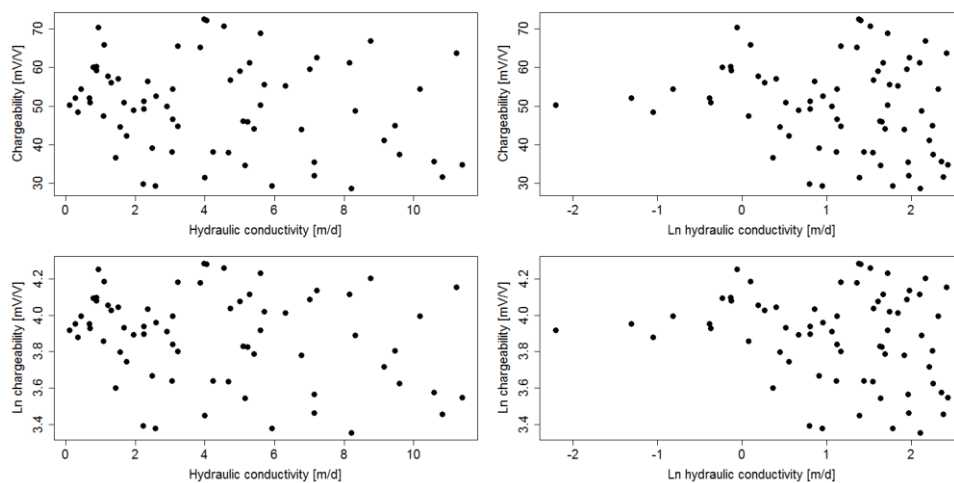 70
60
50
40
30
Chargeability [mV/V]
0 2 4 6 8 10
Hydraulic conductivity [m/d]
70
60
50
40
30
Chargeability [mV/V]
-2 -1 0 1 2
Ln hydraulic conductivity [m/d]
4.2
4.0
3.8
3.6
3.4
Ln chargeability [mV/V]
0 2 4 6 8 10
Hydraulic conductivity [m/d]
4.2
4.0
3.8
3.6
3.4
Ln chargeability [mV/V]
-2 -1 0 1 2
Ln hydraulic conductivity [m/d]